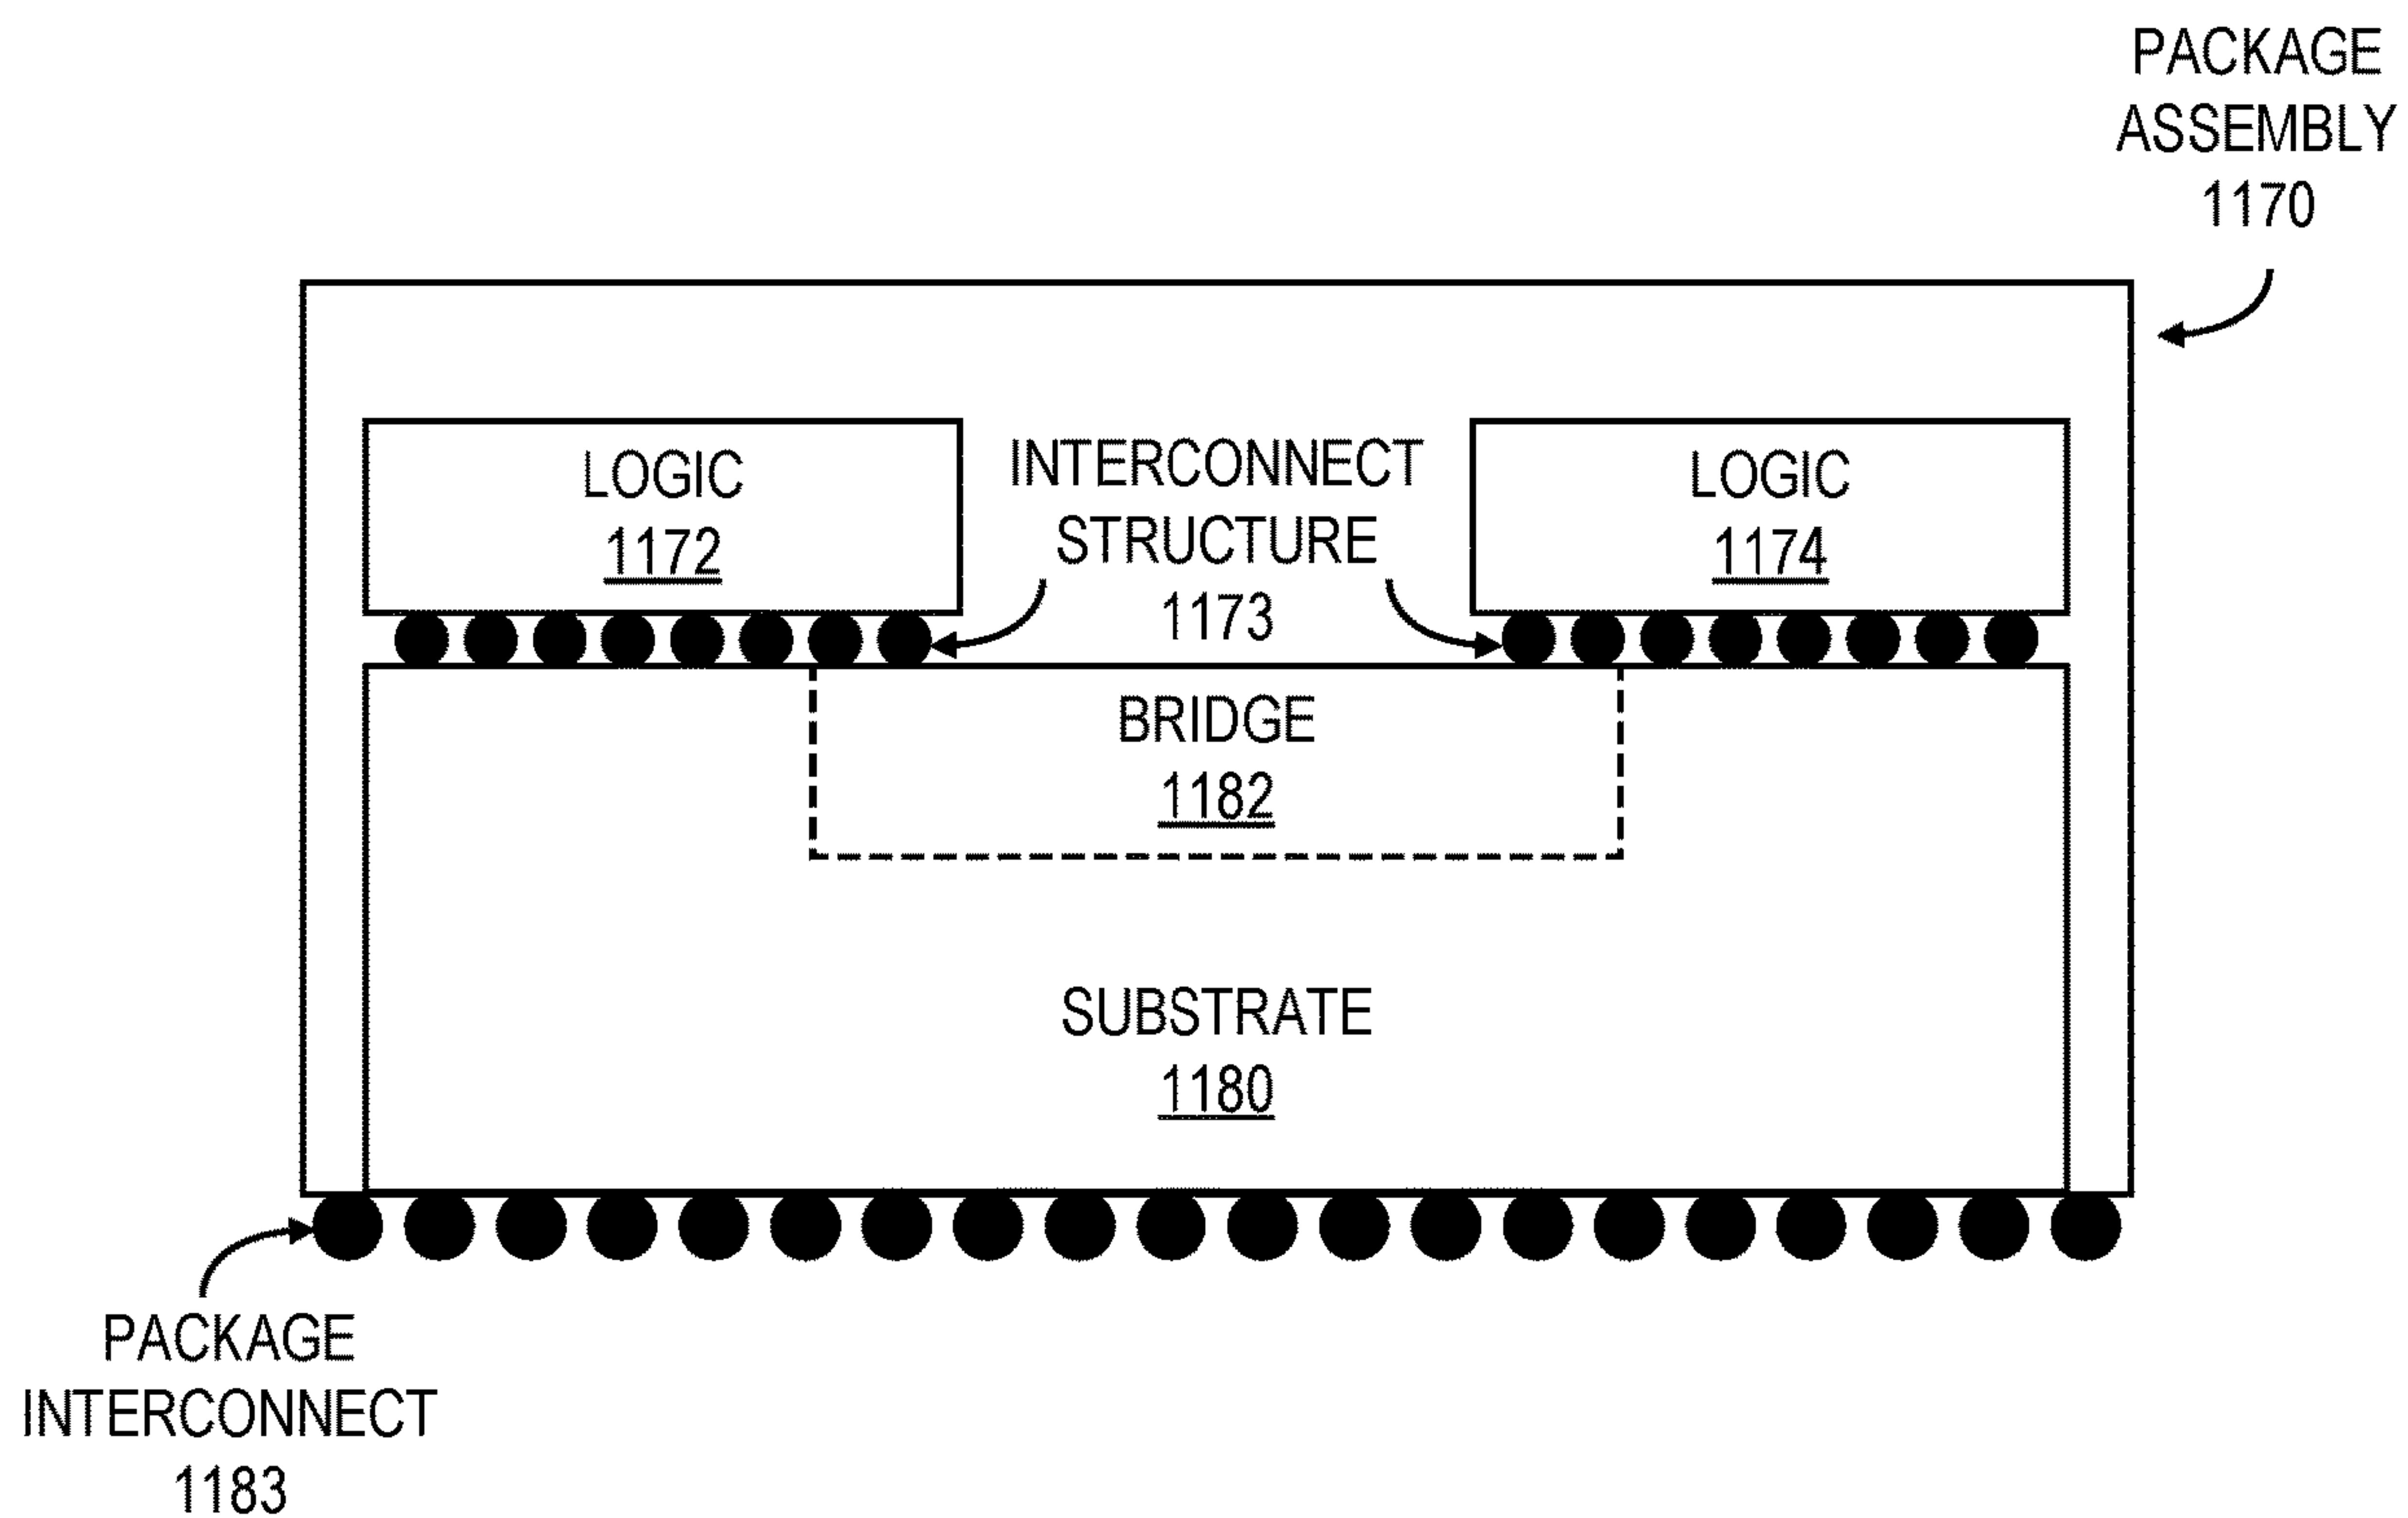 PACKAGE
ASSEMBLY
1170
LOGIC
1172
INTERCONNECT
STRUCTURE
1173
LOGIC
1174
BRIDGE
1182
SUBSTRATE
1180
PACKAGE
INTERCONNECT
1183